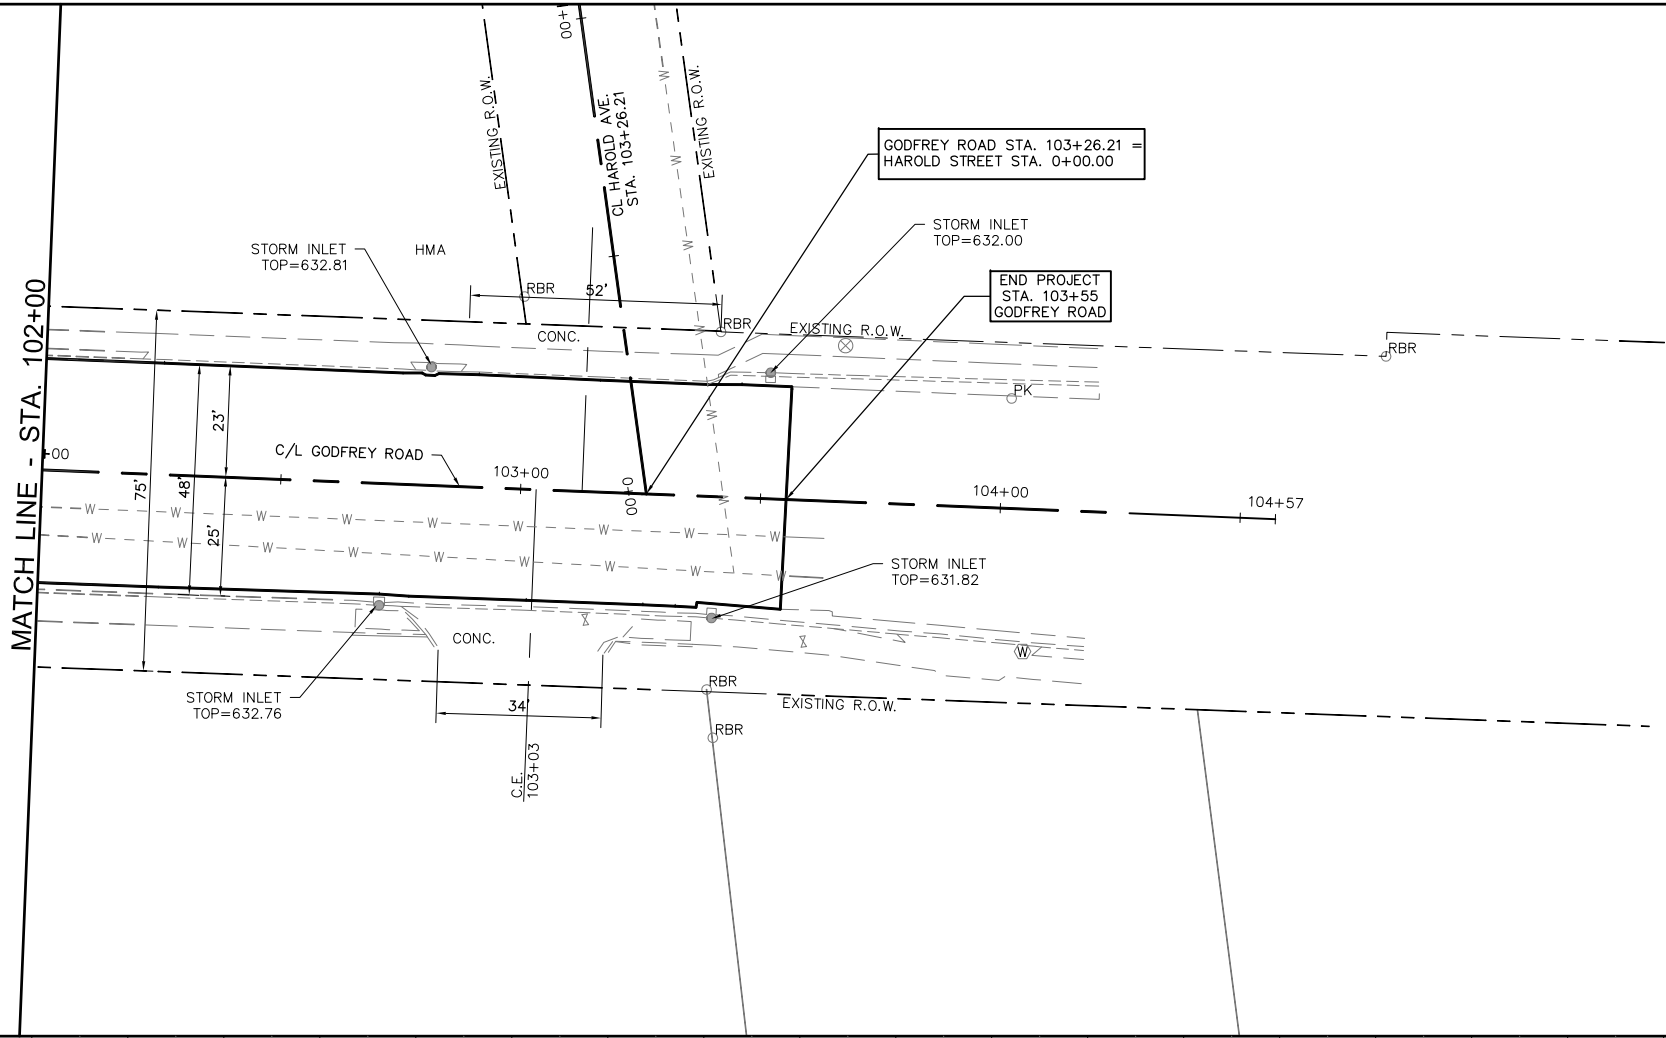 00+
EXISTING R.O.W.
CL HAROLD AVE.
STA. 103+26.21
W
EXISTING R.O.W.
W
W
GODFREY ROAD STA. 103+26.21 =
HAROLD STREET STA. 0+00.00
STORM INLET
TOP=632.00
STORM INLET
TOP=632.81
HMA
END PROJECT
STA. 103+55
GODFREY ROAD
RBR
52'
MATCH LINE - STA. 102+00
CONC.
W
RBR
EXISTING R.O.W.
RBR
PK
W
23'
+00
C/L GODFREY ROAD
103+00
75'
48'
00+0
W
104+00
104+57
25'
W W W W W W W W W
W W W W W W W W W
STORM INLET
TOP=631.82
CONC.
W
STORM INLET
TOP=632.76
34'
RBR
EXISTING R.O.W.
RBR
C.E.
103+03